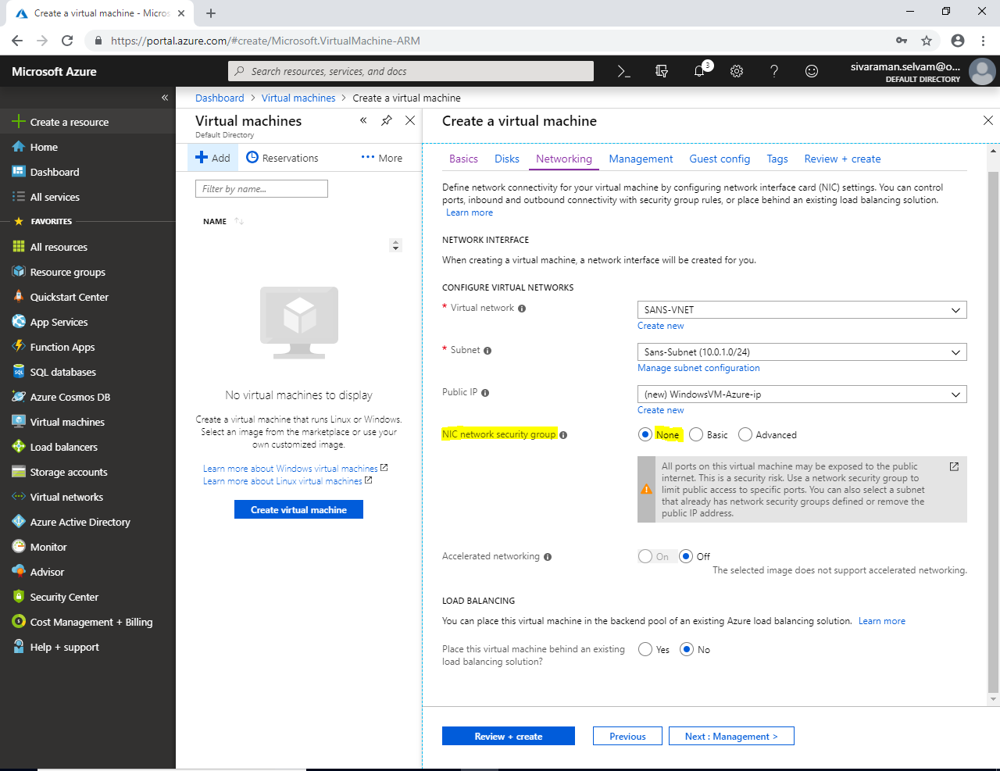 Create a virtual machine - Micros
https://portal.azure.com/#create/Microsoft.VirtualMachine-ARM
Microsoft Azure
Search resources, services, and docs
3
sivaraman.selvam@o...
DEFAULT DIRECTORY
Create a resource
Home
Dashboard
All services
FAVORITES
All resources
Resource groups
Quickstart Center
App Services
Function Apps
SQL databases
Azure Cosmos DB
Virtual machines
Load balancers
Storage accounts
Virtual networks
Azure Active Directory
Monitor
Advisor
Security Center
Cost Management + Billing
Help + support
Dashboard > Virtual machines > Create a virtual machine
Virtual machines
Default Directory
Add
Reservations
More
Filter by name...
NAME
No virtual machines to display
Create a virtual machine that runs Linux or Windows.
Select an image from the marketplace or use your
own customized image.
Learn more about Windows virtual machines
Learn more about Linux virtual machines
Create virtual machine
Create a virtual machine
Basics Disks Networking Management Guest config Tags Review + create
Define network connectivity for your virtual machine by configuring network interface card (NIC) settings. You can control
ports, inbound and outbound connectivity with security group rules, or place behind an existing load balancing solution.
Learn more
NETWORK INTERFACE
When creating a virtual machine, a network interface will be created for you.
CONFIGURE VIRTUAL NETWORKS
* Virtual network
SANS-VNET
Create new
* Subnet
Sans-Subnet (10.0.1.0/24)
Manage subnet configuration
Public IP
(new) WindowsVM-Azure-ip
Create new
NIC network security group
None Basic Advanced
All ports on this virtual machine may be exposed to the public
internet. This is a security risk. Use a network security group to
limit public access to specific ports. You can also select a subnet
that already has network security groups defined or remove the
public IP address.
Accelerated networking
On Off
The selected image does not support accelerated networking.
LOAD BALANCING
You can place this virtual machine in the backend pool of an existing Azure load balancing solution. Learn more
Place this virtual machine behind an existing
load balancing solution?
Yes No
Review + create
Previous
Next : Management >